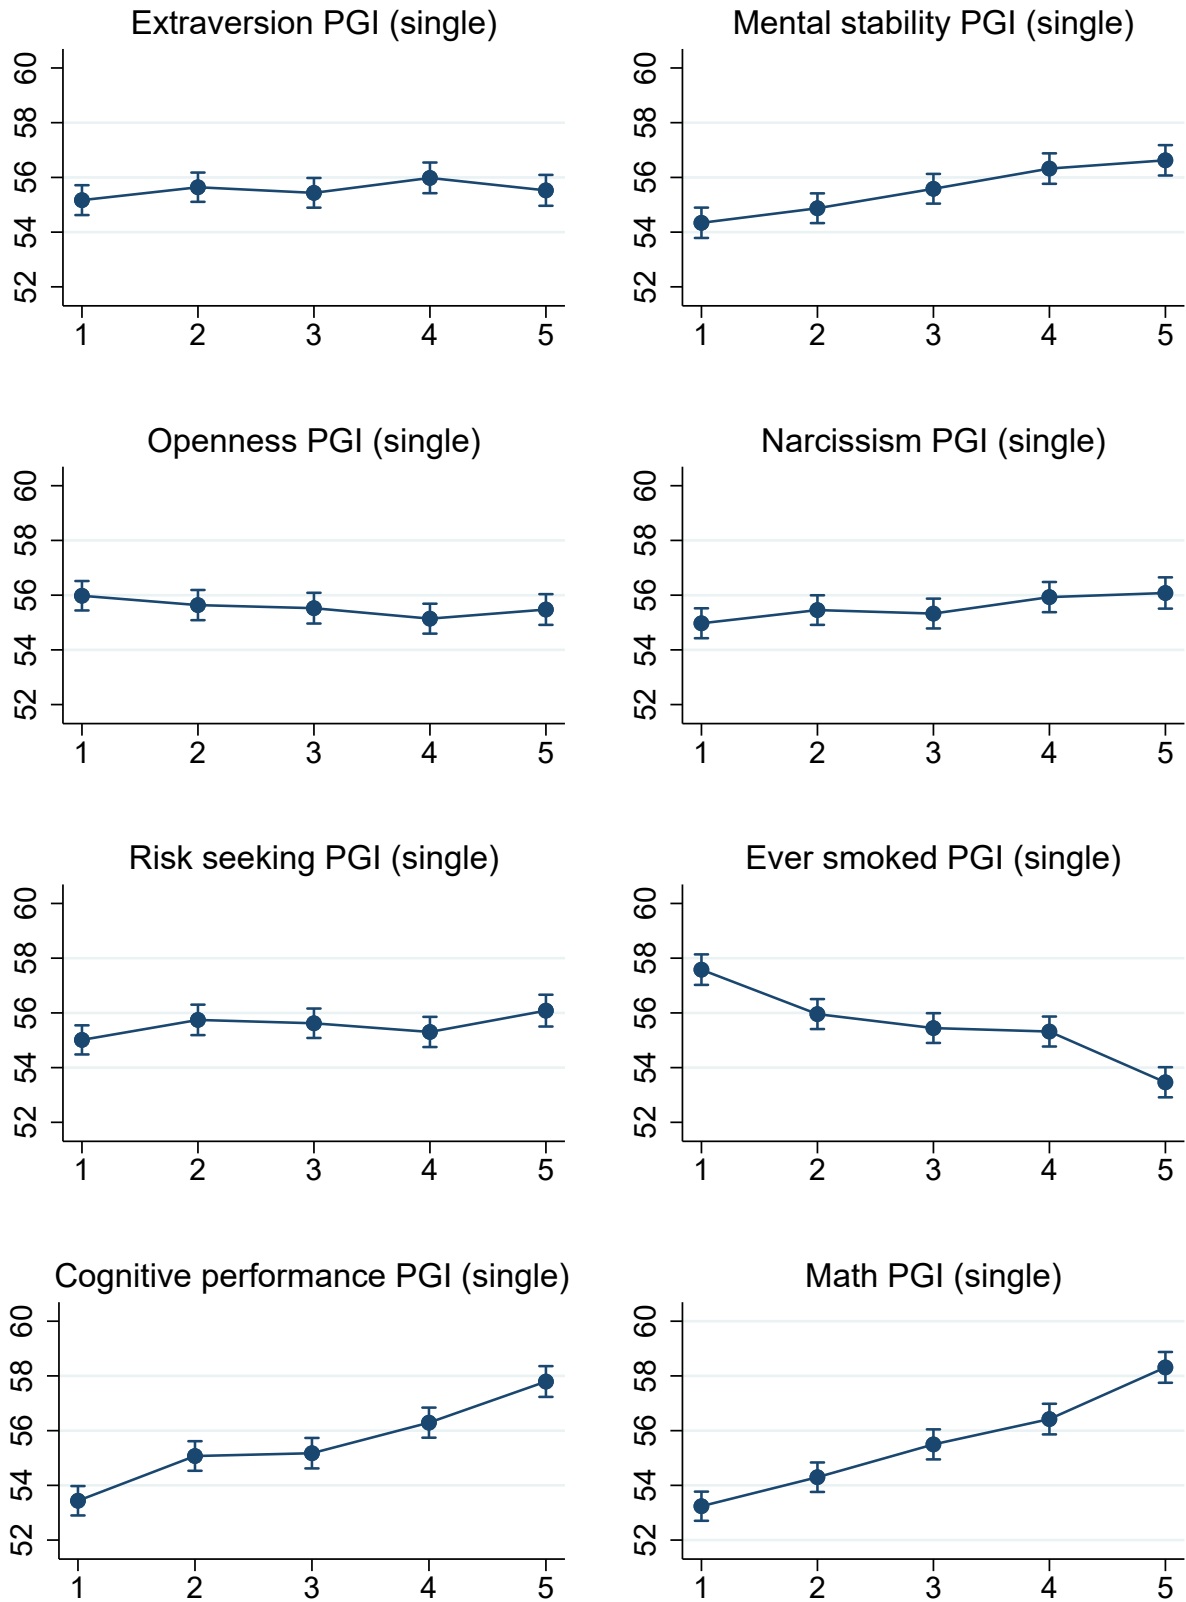 Extraversion PGI (single)
60
58
56
54
52
1 2 3 4 5
Mental stability PGI (single)
60
58
56
54
52
1 2 3 4 5
Openness PGI (single)
60
58
56
54
52
1 2 3 4 5
Narcissism PGI (single)
60
58
56
54
52
1 2 3 4 5
Risk seeking PGI (single)
60
58
56
54
52
1 2 3 4 5
Ever smoked PGI (single)
60
58
56
54
52
1 2 3 4 5
Cognitive performance PGI (single)
60
58
56
54
52
1 2 3 4 5
Math PGI (single)
60
58
56
54
52
1 2 3 4 5